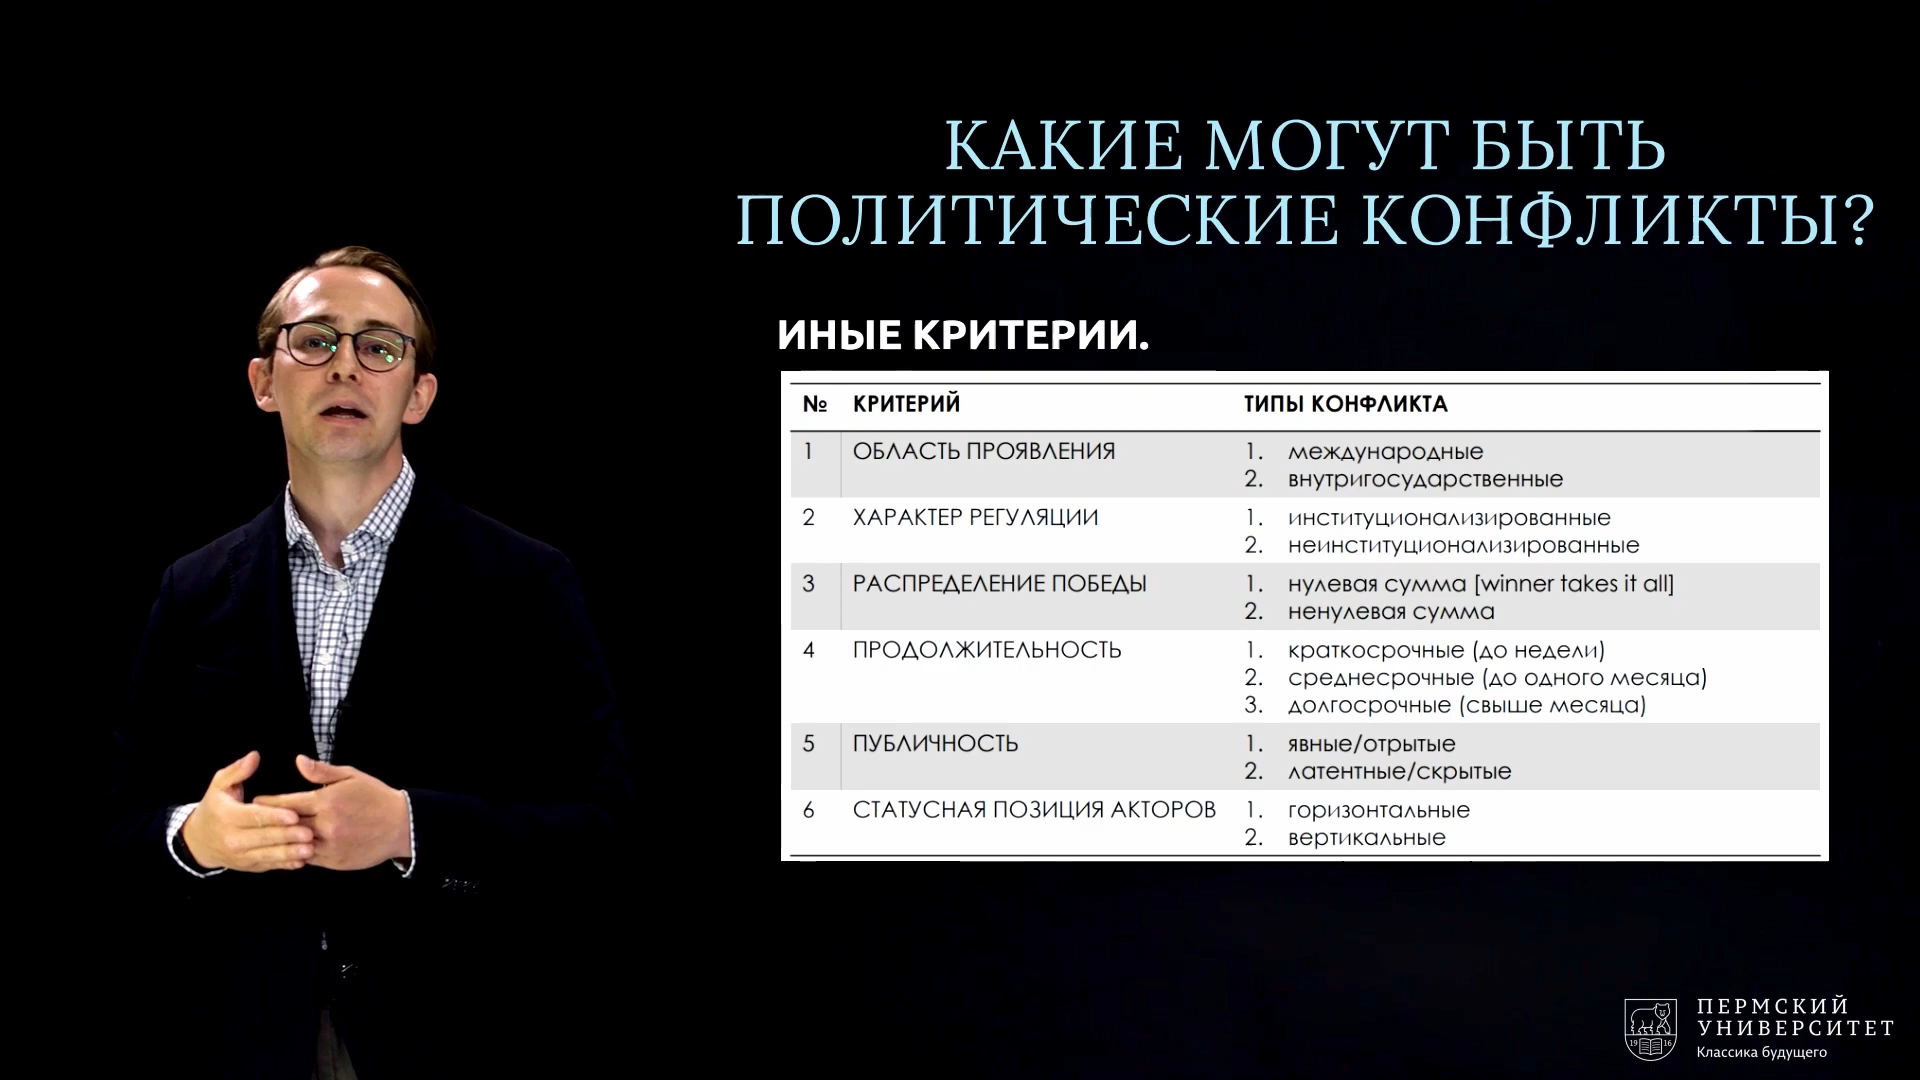 КАКИЕ МОГУТ БЫТЬ
ПОЛИТИЧЕСКИЕ КОНФЛИКТЫ?
ИНЫЕ КРИТЕРИИ.
№ КРИТЕРИЙ ТИПЫ КОНФЛИКТА
1 ОБЛАСТЬ ПРОЯВЛЕНИЯ 1. международные
2. внутригосударственные
2 ХАРАКТЕР РЕГУЛЯЦИИ 1. институционализированные
2. неинституционализированные
3 РАСПРЕДЕЛЕНИЕ ПОБЕДЫ 1. нулевая сумма [winner takes it all]
2. ненулевая сумма
4 ПРОДОЛЖИТЕЛЬНОСТЬ 1. краткосрочные (до недели)
2. среднесрочные (до одного месяца)
3. долгосрочные (свыше месяца)
5 ПУБЛИЧНОСТЬ 1. явные/отрытые
2. латентные/скрытые
6 СТАТУСНАЯ ПОЗИЦИЯ АКТОРОВ 1. горизонтальные
2. вертикальные
19 16
ПЕРМСКИЙ
УНИВЕРСИТЕТ
Классика будущего